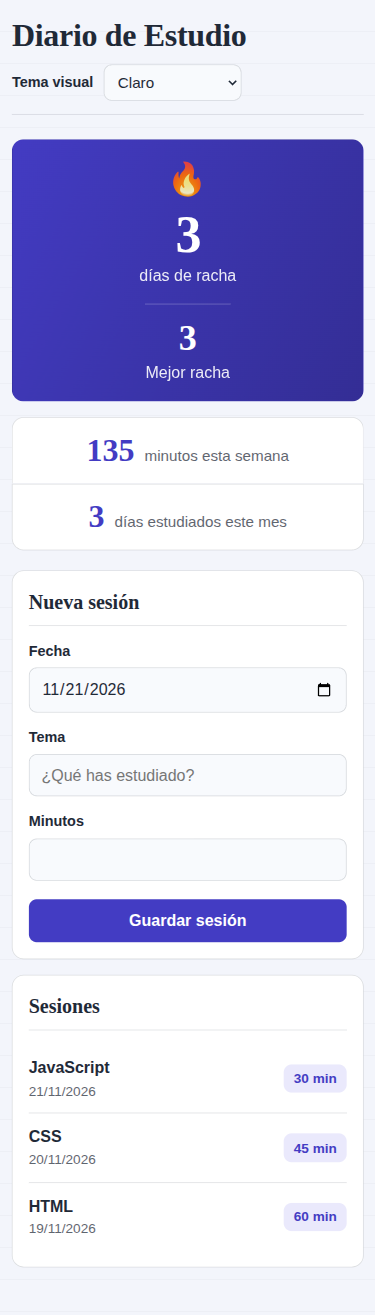 Diario de Estudio
Tema visual Claro
3
días de racha
3
Mejor racha
135 minutos esta semana
3 días estudiados este mes
Nueva sesión
Fecha
11/21/2026
Tema
¿Qué has estudiado?
Minutos
Guardar sesión
Sesiones
JavaScript
30 min
21/11/2026
CSS
45 min
20/11/2026
HTML
60 min
19/11/2026